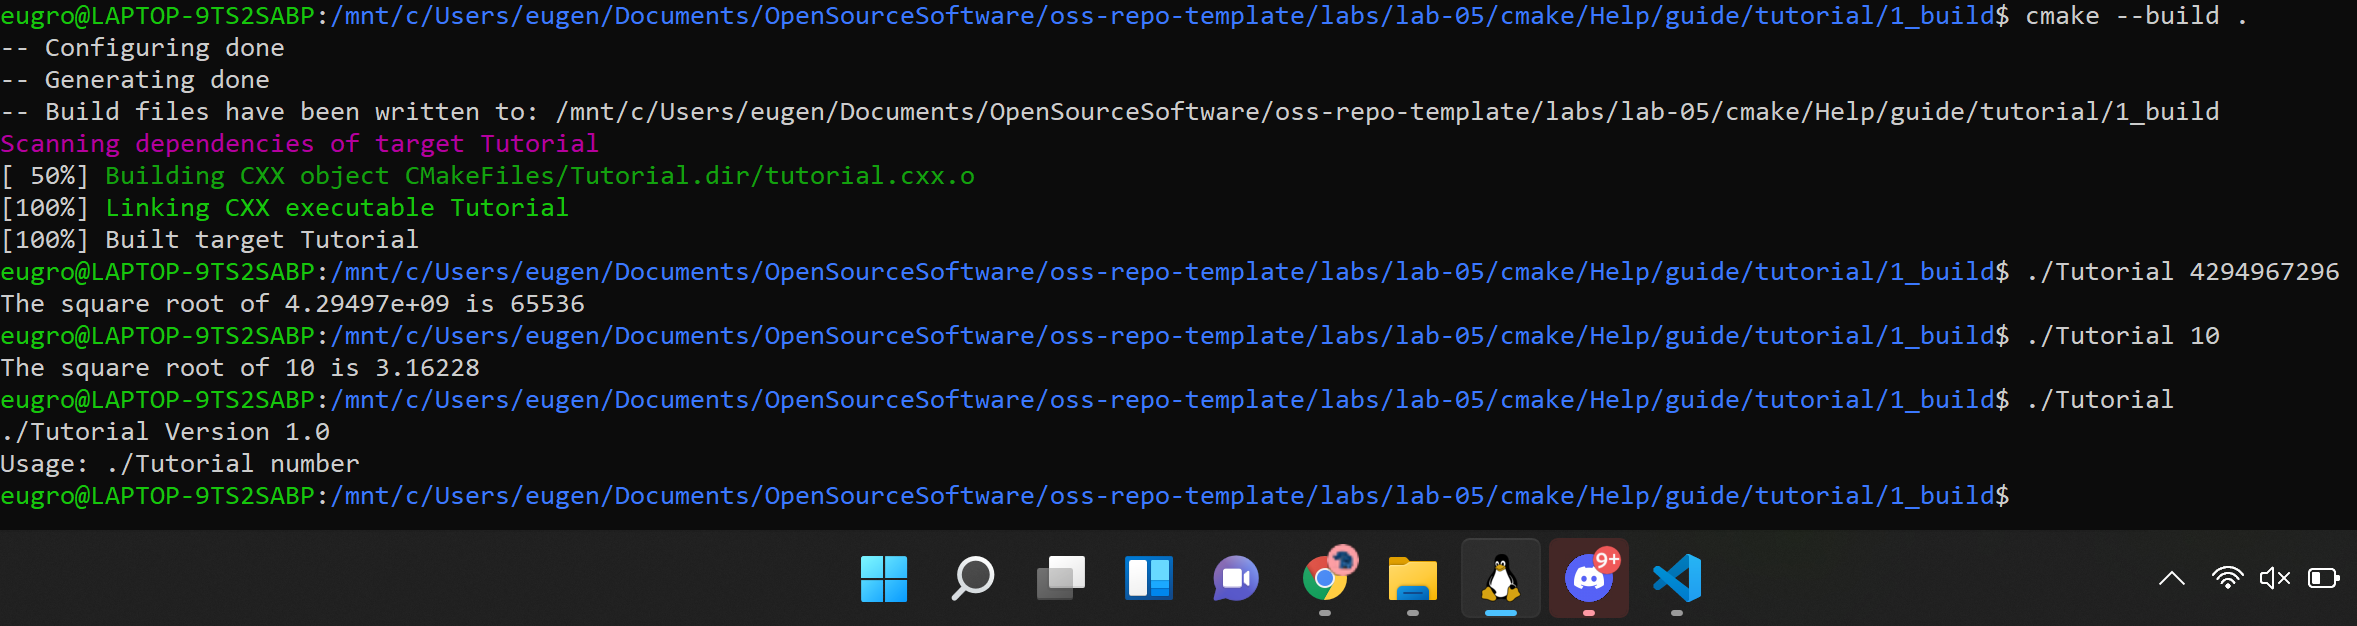 eugro@LAPTOP-9TS2SABP:/mnt/c/Users/eugen/Documents/OpenSourceSoftware/oss-repo-template/labs/lab-05/cmake/Help/guide/tutorial/1_build$ cmake --build .
-- Configuring done
-- Generating done
-- Build files have been written to: /mnt/c/Users/eugen/Documents/OpenSourceSoftware/oss-repo-template/labs/lab-05/cmake/Help/guide/tutorial/1_build
Scanning dependencies of target Tutorial
[ 50%] Building CXX object CMakeFiles/Tutorial.dir/tutorial.cxx.o
[100%] Linking CXX executable Tutorial
[100%] Built target Tutorial
eugro@LAPTOP-9TS2SABP:/mnt/c/Users/eugen/Documents/OpenSourceSoftware/oss-repo-template/labs/lab-05/cmake/Help/guide/tutorial/1_build$ ./Tutorial 4294967296
The square root of 4.29497e+09 is 65536
eugro@LAPTOP-9TS2SABP:/mnt/c/Users/eugen/Documents/OpenSourceSoftware/oss-repo-template/labs/lab-05/cmake/Help/guide/tutorial/1_build$ ./Tutorial 10
The square root of 10 is 3.16228
eugro@LAPTOP-9TS2SABP:/mnt/c/Users/eugen/Documents/OpenSourceSoftware/oss-repo-template/labs/lab-05/cmake/Help/guide/tutorial/1_build$ ./Tutorial
./Tutorial Version 1.0
Usage: ./Tutorial number
eugro@LAPTOP-9TS2SABP:/mnt/c/Users/eugen/Documents/OpenSourceSoftware/oss-repo-template/labs/lab-05/cmake/Help/guide/tutorial/1_build$
9+